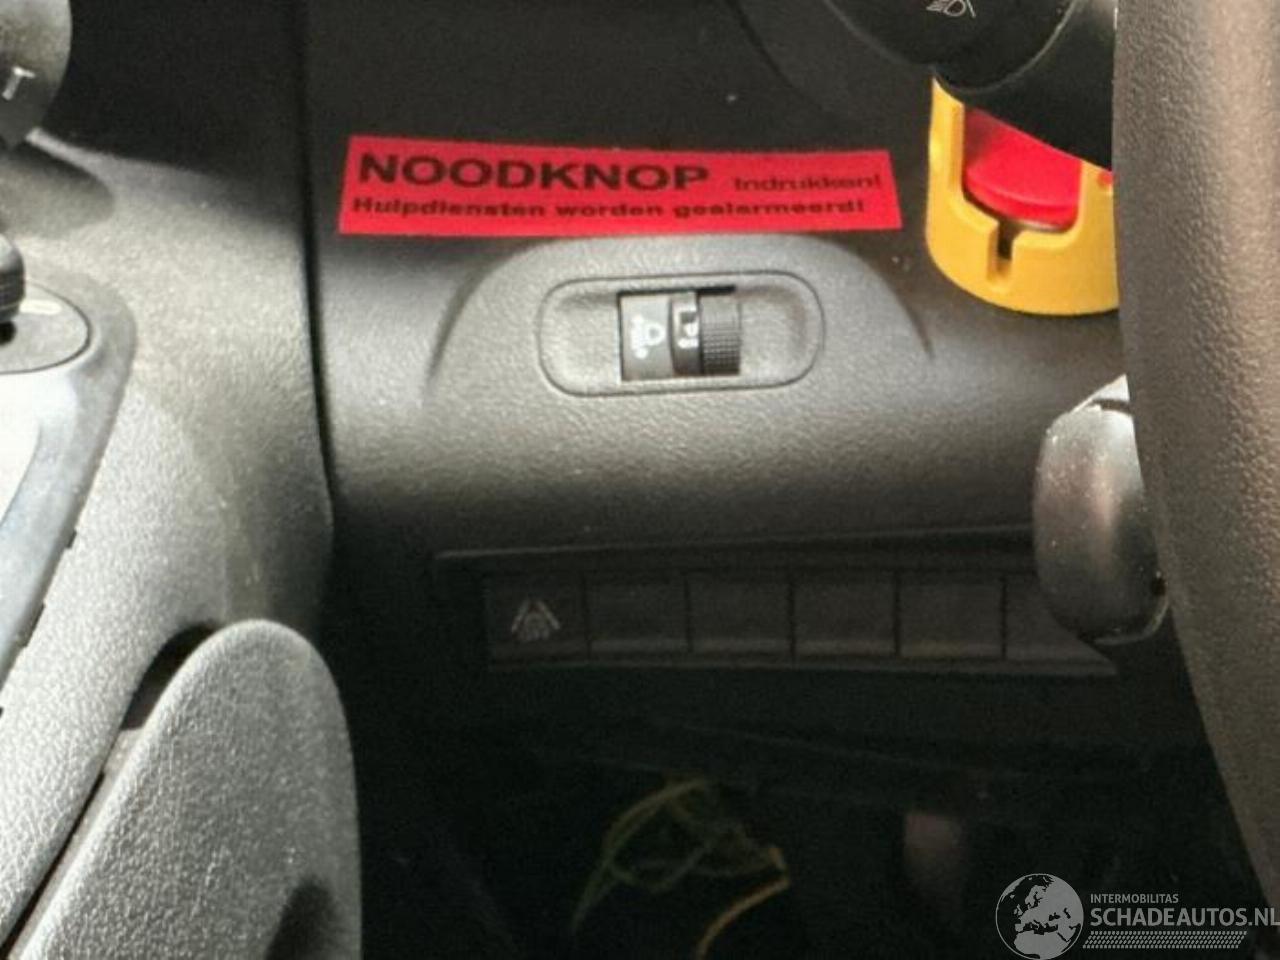 NOODKNOP Indrukken!
Hulpdiensten worden gealarmeerd!
INTERMOBILITAS
SCHADEAUTOS.NL